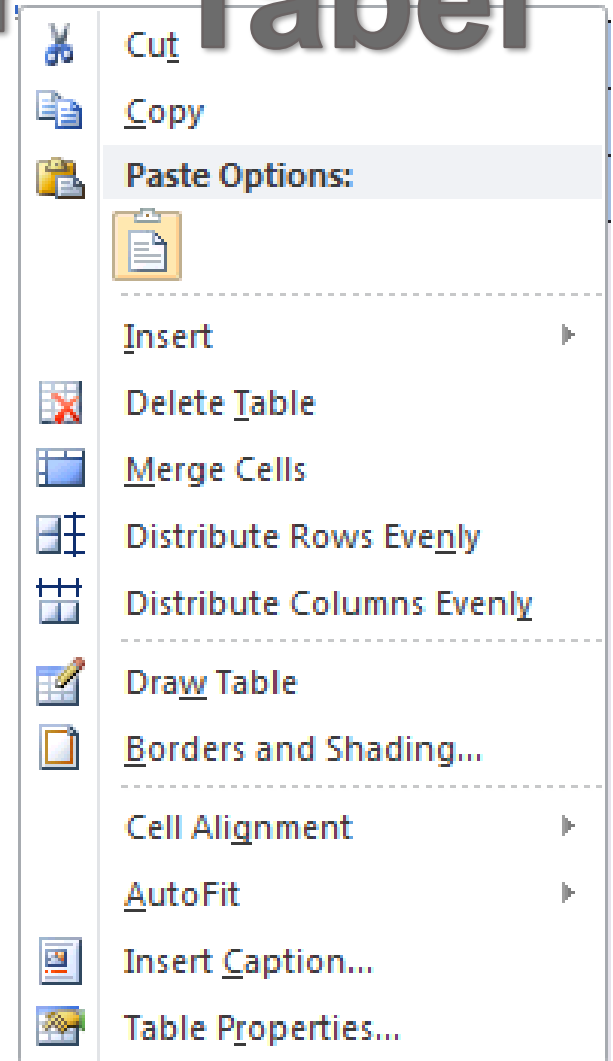 Tabel
Cut
Copy
Paste Options:
Insert
Delete Table
Merge Cells
Distribute Rows Evenly
Distribute Columns Evenly
Draw Table
Borders and Shading...
Cell Alignment
AutoFit
Insert Caption...
Table Properties...